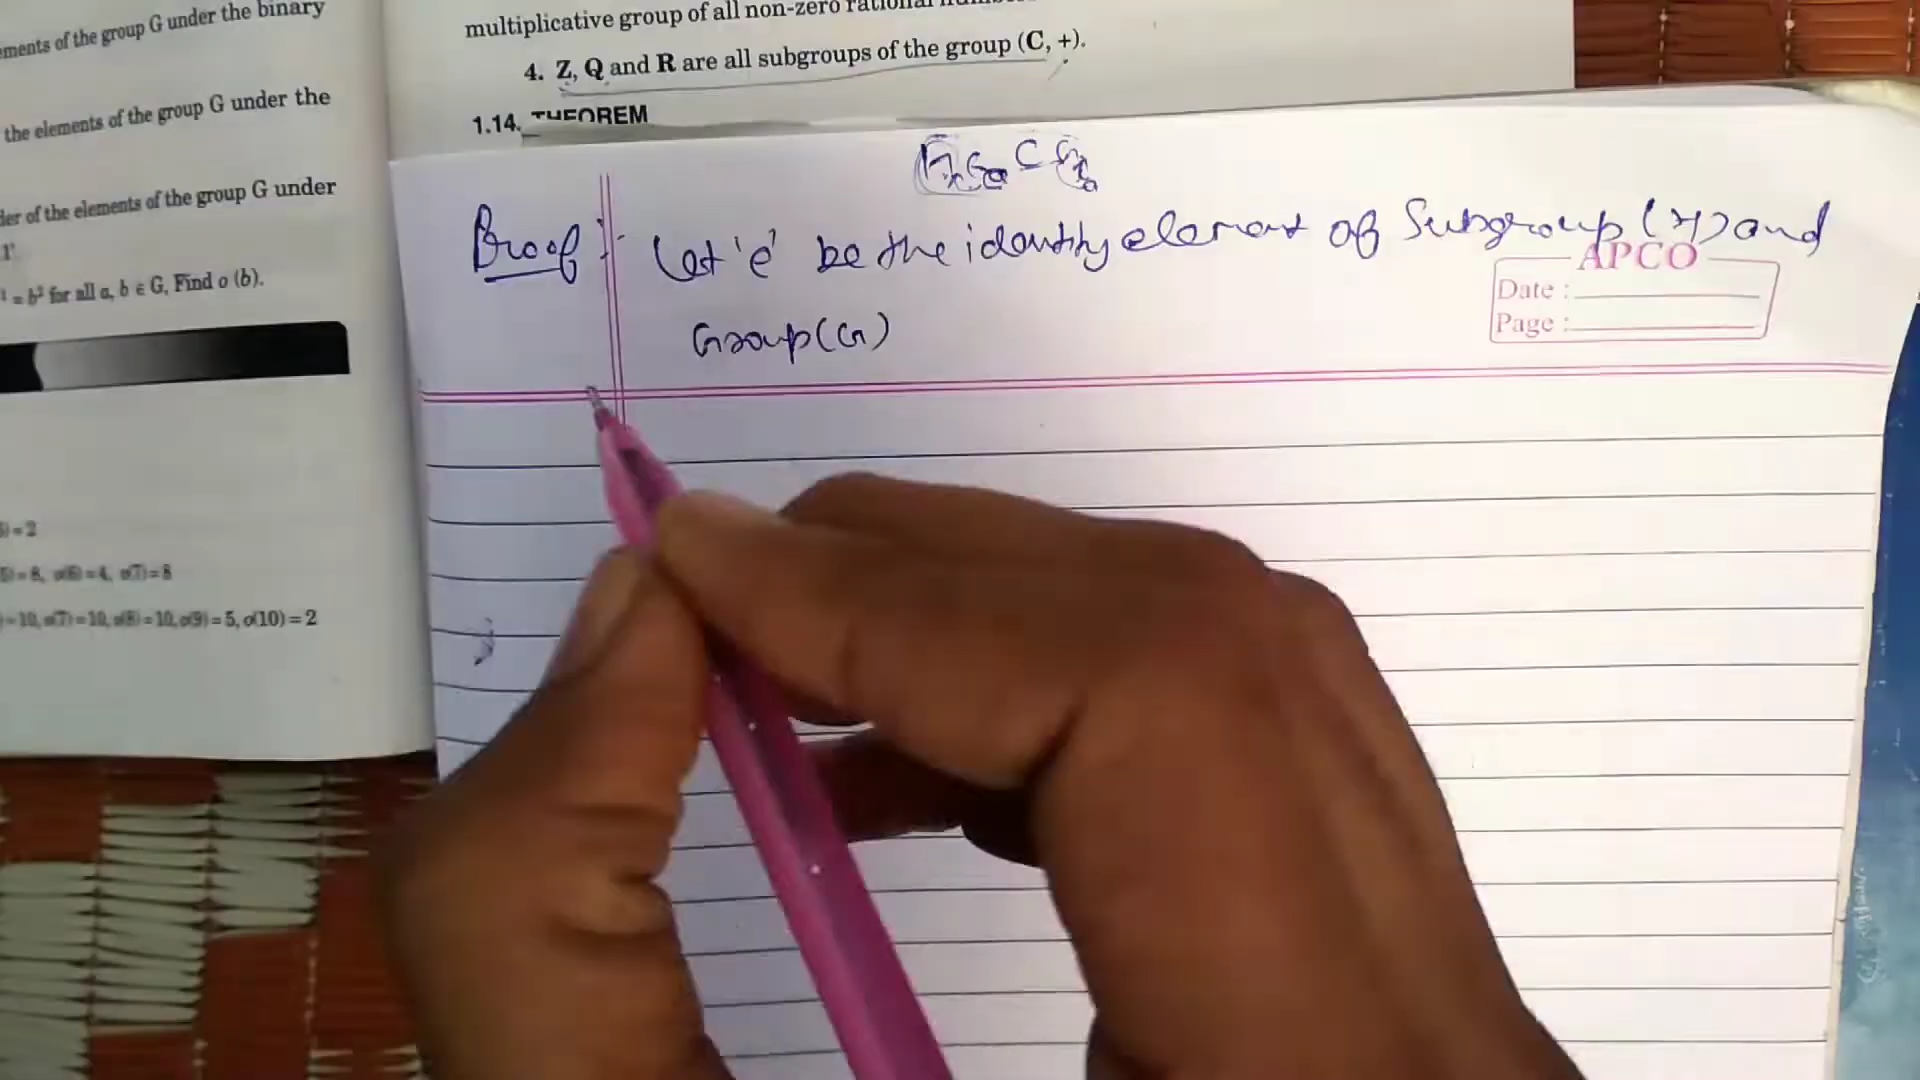 ments of the group G under the binary
the elements of the group G under the
der of the elements of the group G under
= b² for all a, b ∈ G, Find o (b).
= 2
= 8, o(6) = 4, o(7) = 8
= 10, o(7) = 10, o(8) = 10, o(9) = 5, o(10) = 2
multiplicative group of all non-zero rational
4. Z, Q and R are all subgroups of the group (C, +).
1.14. THEOREM
Proof :- Let 'e' be the identity element of Subgroup (H) and
Group (G)
APCO
Date :
Page :